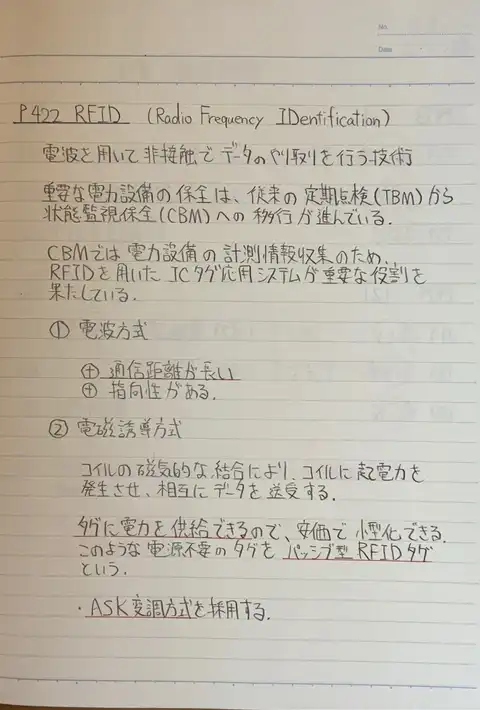 No.
Date
P422 RFID (Radio Frequency IDentification)
電波を用いて非接触でデータのやり取りを行う技術
重要な電力設備の保全は、従来の定期点検(TBM)から
状態監視保全(CBM)への移行が進んでいる.
CBMでは電力設備の計測情報収集のため、
RFIDを用いたICタグ応用システムが重要な役割を
果たしている.
① 電波方式
⊕ 通信距離が長い
⊕ 指向性がある.
② 電磁誘導方式
コイルの磁気的な結合により、コイルに起電力を
発生させ、相互にデータを送受する.
タグに電力を供給できるので、安価で小型化できる.
このような電源不要のタグをパッシブ型RFIDタグ
という.
・ASK変調方式を採用する.